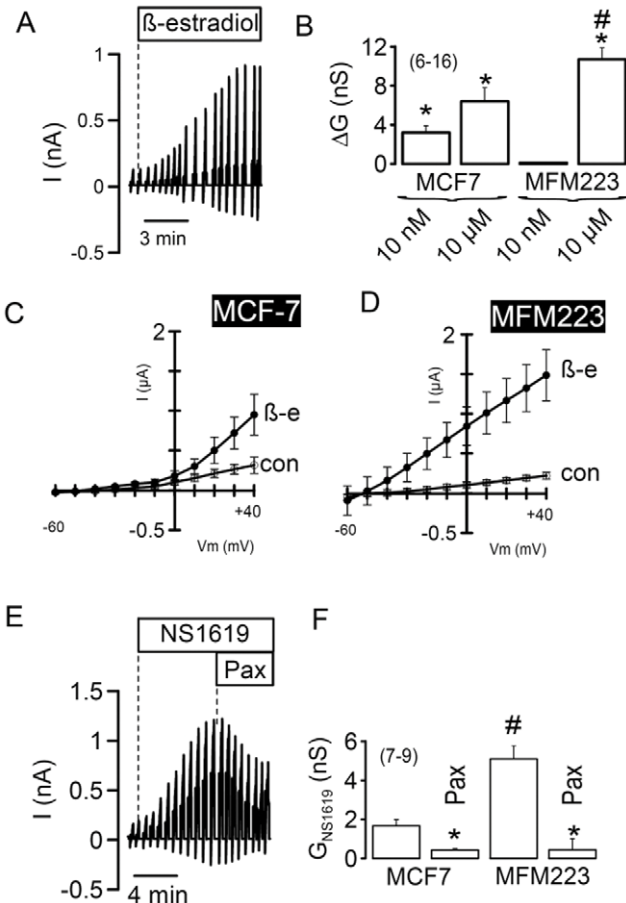 A
ß-estradiol
1
0.5
0
-0.5
I (nA)
3 min
B
12
8
4
0
ΔG (nS)
(6-16)
*
*
#
*
MCF7
MFM223
10 nM
10 µM
10 nM
10 µM
C
MCF-7
2
I (µA)
ß-e
con
-60
+40
-0.5
Vm (mV)
D
MFM223
2
I (µA)
ß-e
con
-60
+40
-0.5
Vm (mV)
E
NS1619
Pax
1.5
1
0.5
0
-0.5
I (nA)
4 min
F
6
4
2
0
G NS1619 (nS)
(7-9)
Pax
*
#
Pax
*
MCF7
MFM223